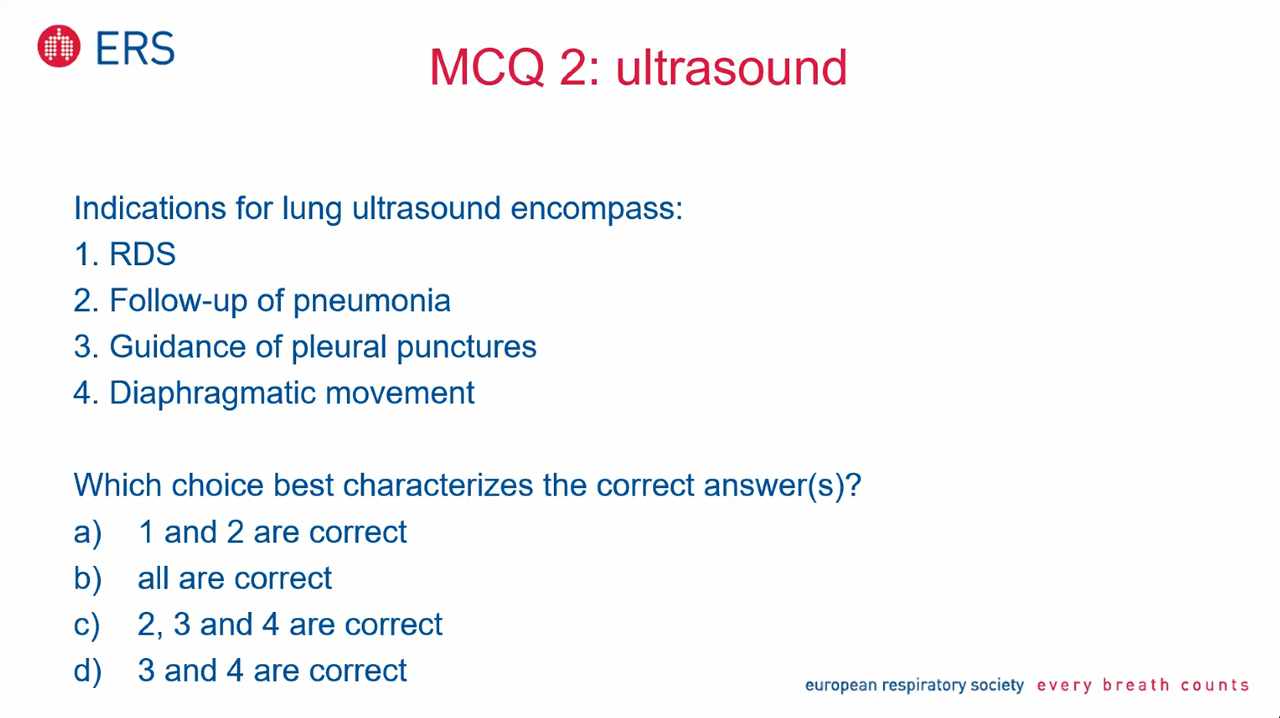 ERS
MCQ 2: ultrasound
Indications for lung ultrasound encompass:
1. RDS
2. Follow-up of pneumonia
3. Guidance of pleural punctures
4. Diaphragmatic movement
Which choice best characterizes the correct answer(s)?
a) 1 and 2 are correct
b) all are correct
c) 2, 3 and 4 are correct
d) 3 and 4 are correct
european respiratory society every breath counts